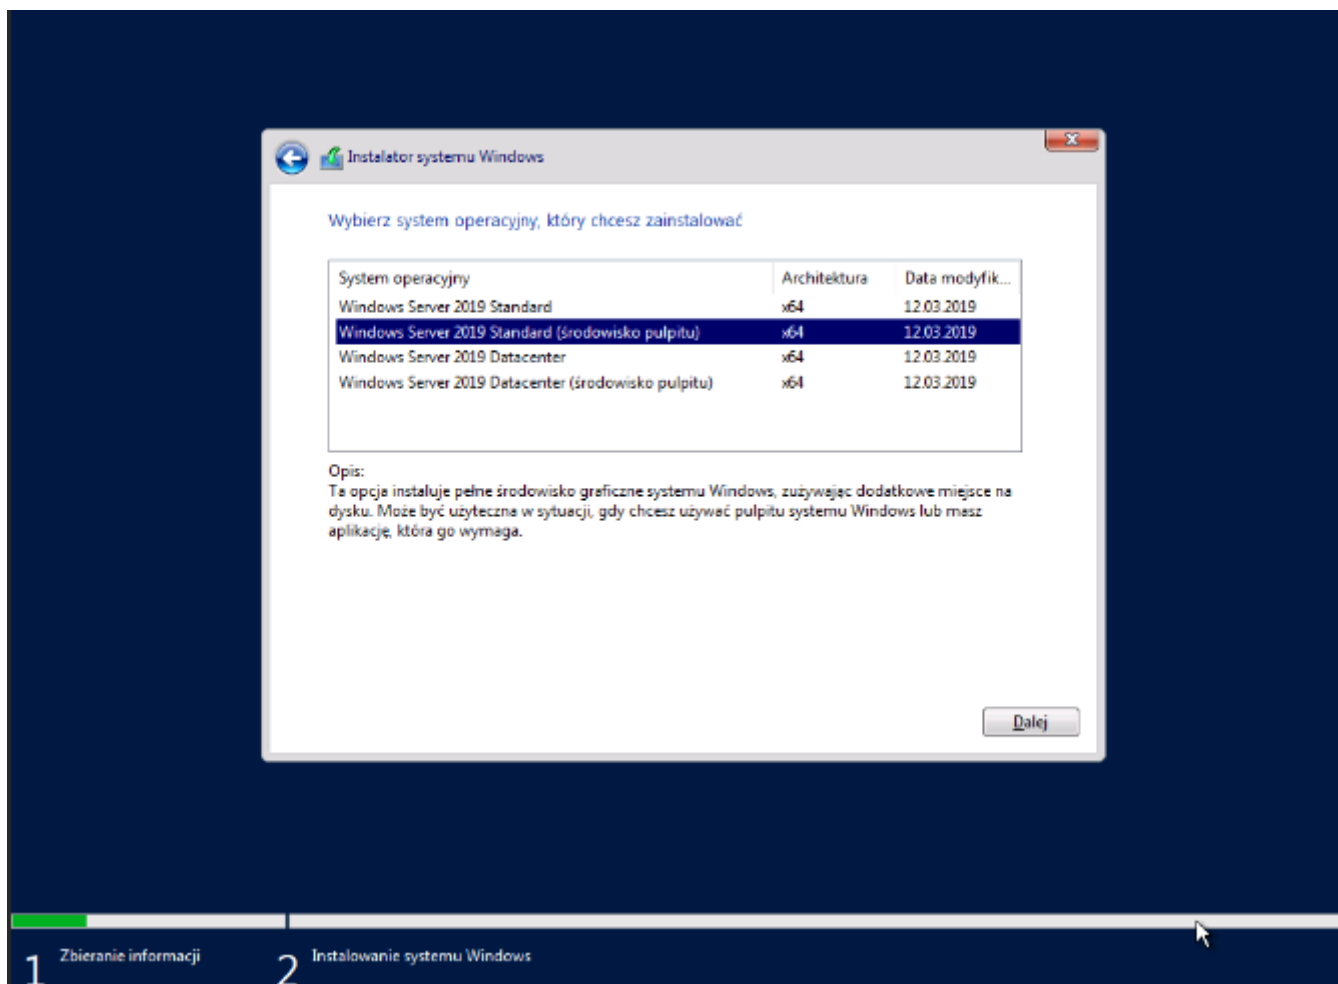 Instalator systemu Windows
Wybierz system operacyjny, który chcesz zainstalować
System operacyjny Architektura Data modyfik...
Windows Server 2019 Standard x64 12.03.2019
Windows Server 2019 Standard (środowisko pulpitu) x64 12.03.2019
Windows Server 2019 Datacenter x64 12.03.2019
Windows Server 2019 Datacenter (środowisko pulpitu) x64 12.03.2019
Opis:
Ta opcja instaluje pełne środowisko graficzne systemu Windows, zużywając dodatkowe miejsce na
dysku. Może być użyteczna w sytuacji, gdy chcesz używać pulpitu systemu Windows lub masz
aplikację, która go wymaga.
Dalej
1 Zbieranie informacji 2 Instalowanie systemu Windows